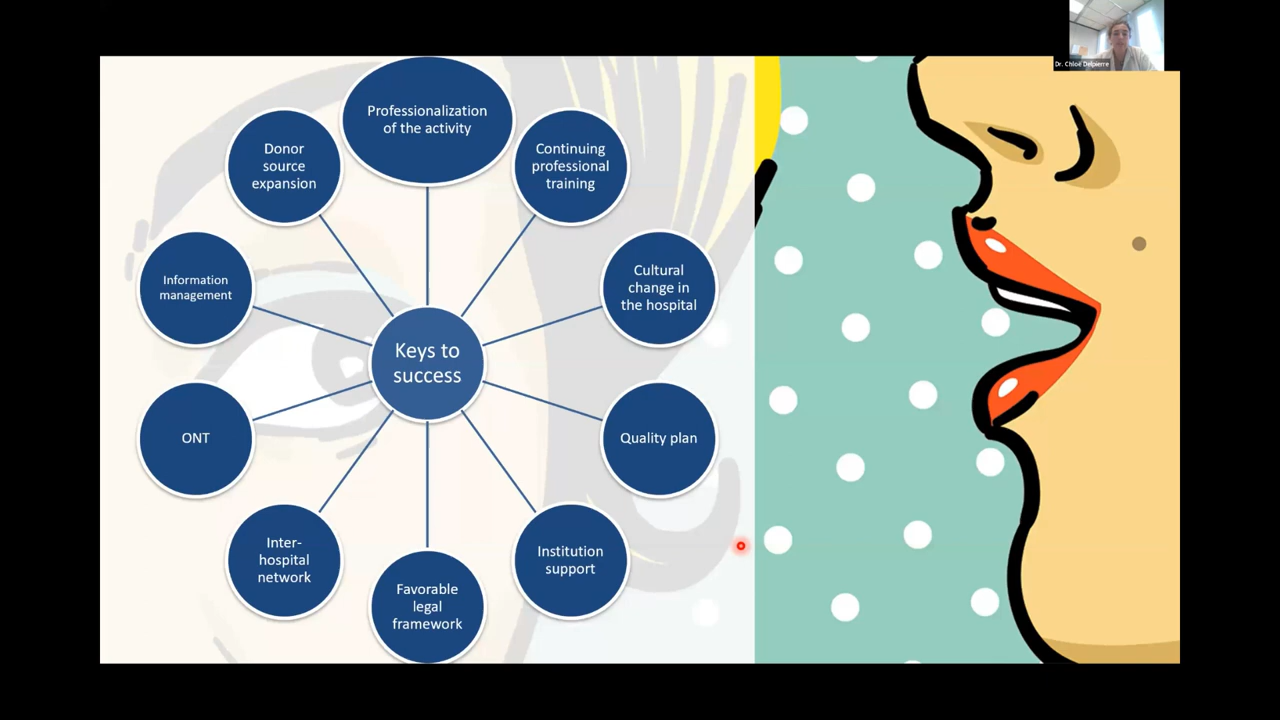 Dr. Chloë Delpierre
Professionalization
of the activity
Continuing
professional
training
Cultural
change in
the hospital
Quality plan
Institution
support
Favorable
legal
framework
Inter-
hospital
network
ONT
Information
management
Donor
source
expansion
Keys to
success